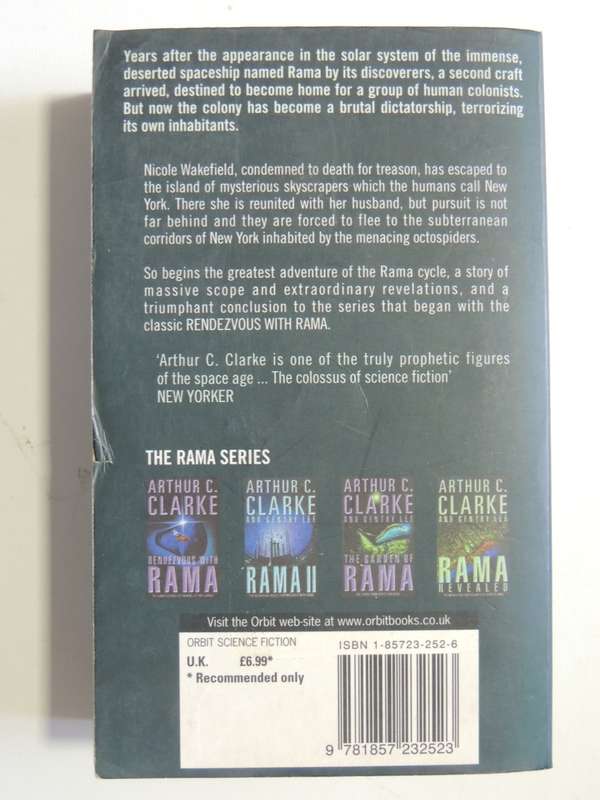 Years after the appearance in the solar system of the immense,
deserted spaceship named Rama by its discoverers, a second craft
arrived, destined to become home for a group of human colonists.
But now the colony has become a brutal dictatorship, terrorizing
its own inhabitants.
Nicole Wakefield, condemned to death for treason, has escaped to
the island of mysterious skyscrapers which the humans call New
York. There she is reunited with her husband, but pursuit is not
far behind and they are forced to flee to the subterranean
corridors of New York inhabited by the menacing octospiders.
So begins the greatest adventure of the Rama cycle, a story of
massive scope and extraordinary revelations, and a
triumphant conclusion to the series that began with the
classic RENDEZVOUS WITH RAMA.
'Arthur C. Clarke is one of the truly prophetic figures
of the space age ... The colossus of science fiction'
NEW YORKER
THE RAMA SERIES
ARTHUR C.
CLARKE
RENDEZVOUS WITH
RAMA
ARTHUR C.
CLARKE
AND GENTRY LEE
RAMA II
ARTHUR C.
CLARKE
AND GENTRY LEE
THE GARDEN OF
RAMA
ARTHUR C.
CLARKE
AND GENTRY LEE
RAMA
REVEALED
Visit the Orbit web-site at www.orbitbooks.co.uk
ORBIT SCIENCE FICTION
U.K. £6.99*
* Recommended only
ISBN 1-85723-252-6
9 781857 232523